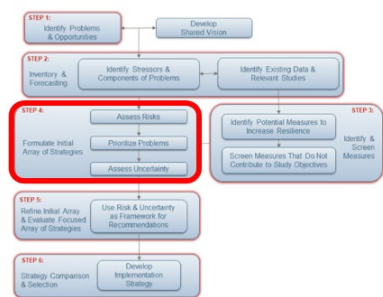 STEP 1:
Identify Problems
& Opportunities
Develop
Shared Vision
STEP 2:
Inventory &
Forecasting
Identify Stressors &
Components of Problems
Identify Existing Data &
Relevant Studies
STEP 4:
Formulate Initial
Array of Strategies
Assess Risks
Prioritize Problems
Assess Uncertainty
STEP 3:
Identify Potential Measures to
Increase Resilience
Screen Measures That Do Not
Contribute to Study Objectives
Identify &
Screen
Measures
STEP 5:
Refine Initial Array
& Evaluate Focused
Array of Strategies
Use Risk & Uncertainty
as Framework for
Recommendations
STEP 6:
Strategy Comparison
& Selection
Develop
Implementation
Strategy